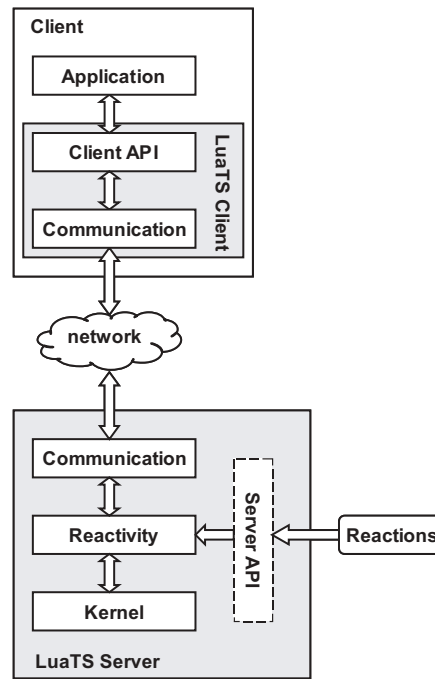 Client
Application
Client API
LuaTS Client
Communication
network
Communication
Server API
Reactivity
Reactions
Kernel
LuaTS Server